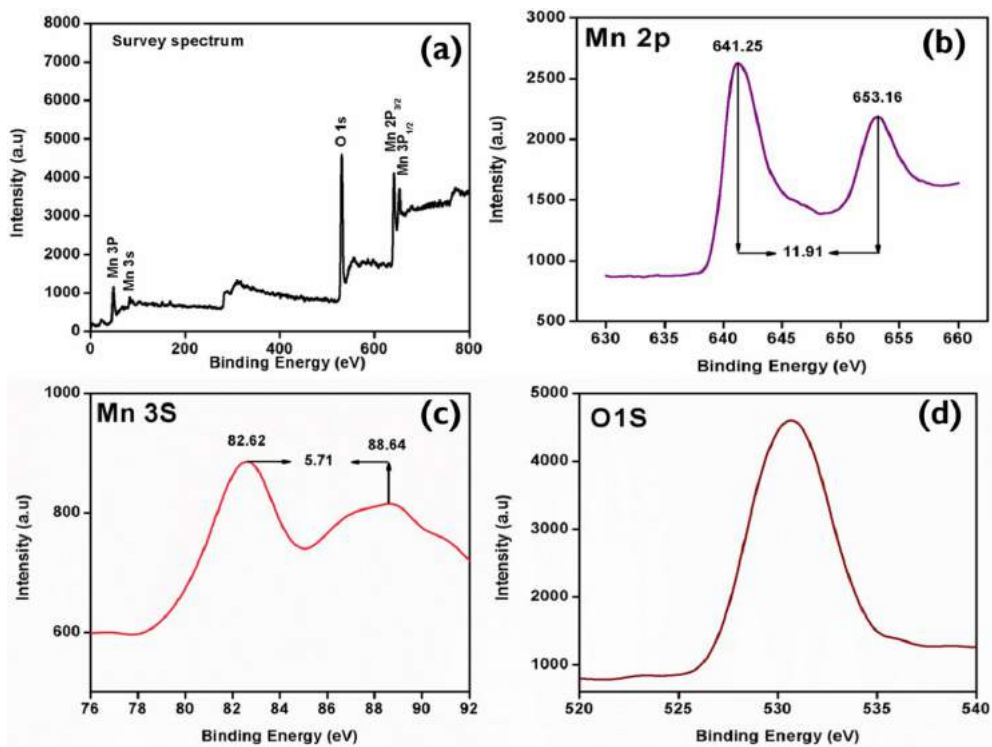 Survey spectrum
(a)
8000
7000
6000
5000
4000
3000
2000
1000
0
Intensity (a.u)
Mn 3P
Mn 3s
O 1s
Mn 2P3/2
Mn 3P1/2
0 200 400 600 800
Binding Energy (eV)
Mn 2p
(b)
3000
2500
2000
1500
1000
500
Intensity (a.u)
641.25
653.16
11.91
630 635 640 645 650 655 660
Binding Energy (eV)
Mn 3S
(c)
1000
800
600
Intensity (a.u)
82.62
88.64
5.71
76 78 80 82 84 86 88 90 92
Binding Energy (eV)
O1S
(d)
5000
4000
3000
2000
1000
Intensity (a.u)
520 525 530 535 540
Binding Energy (eV)